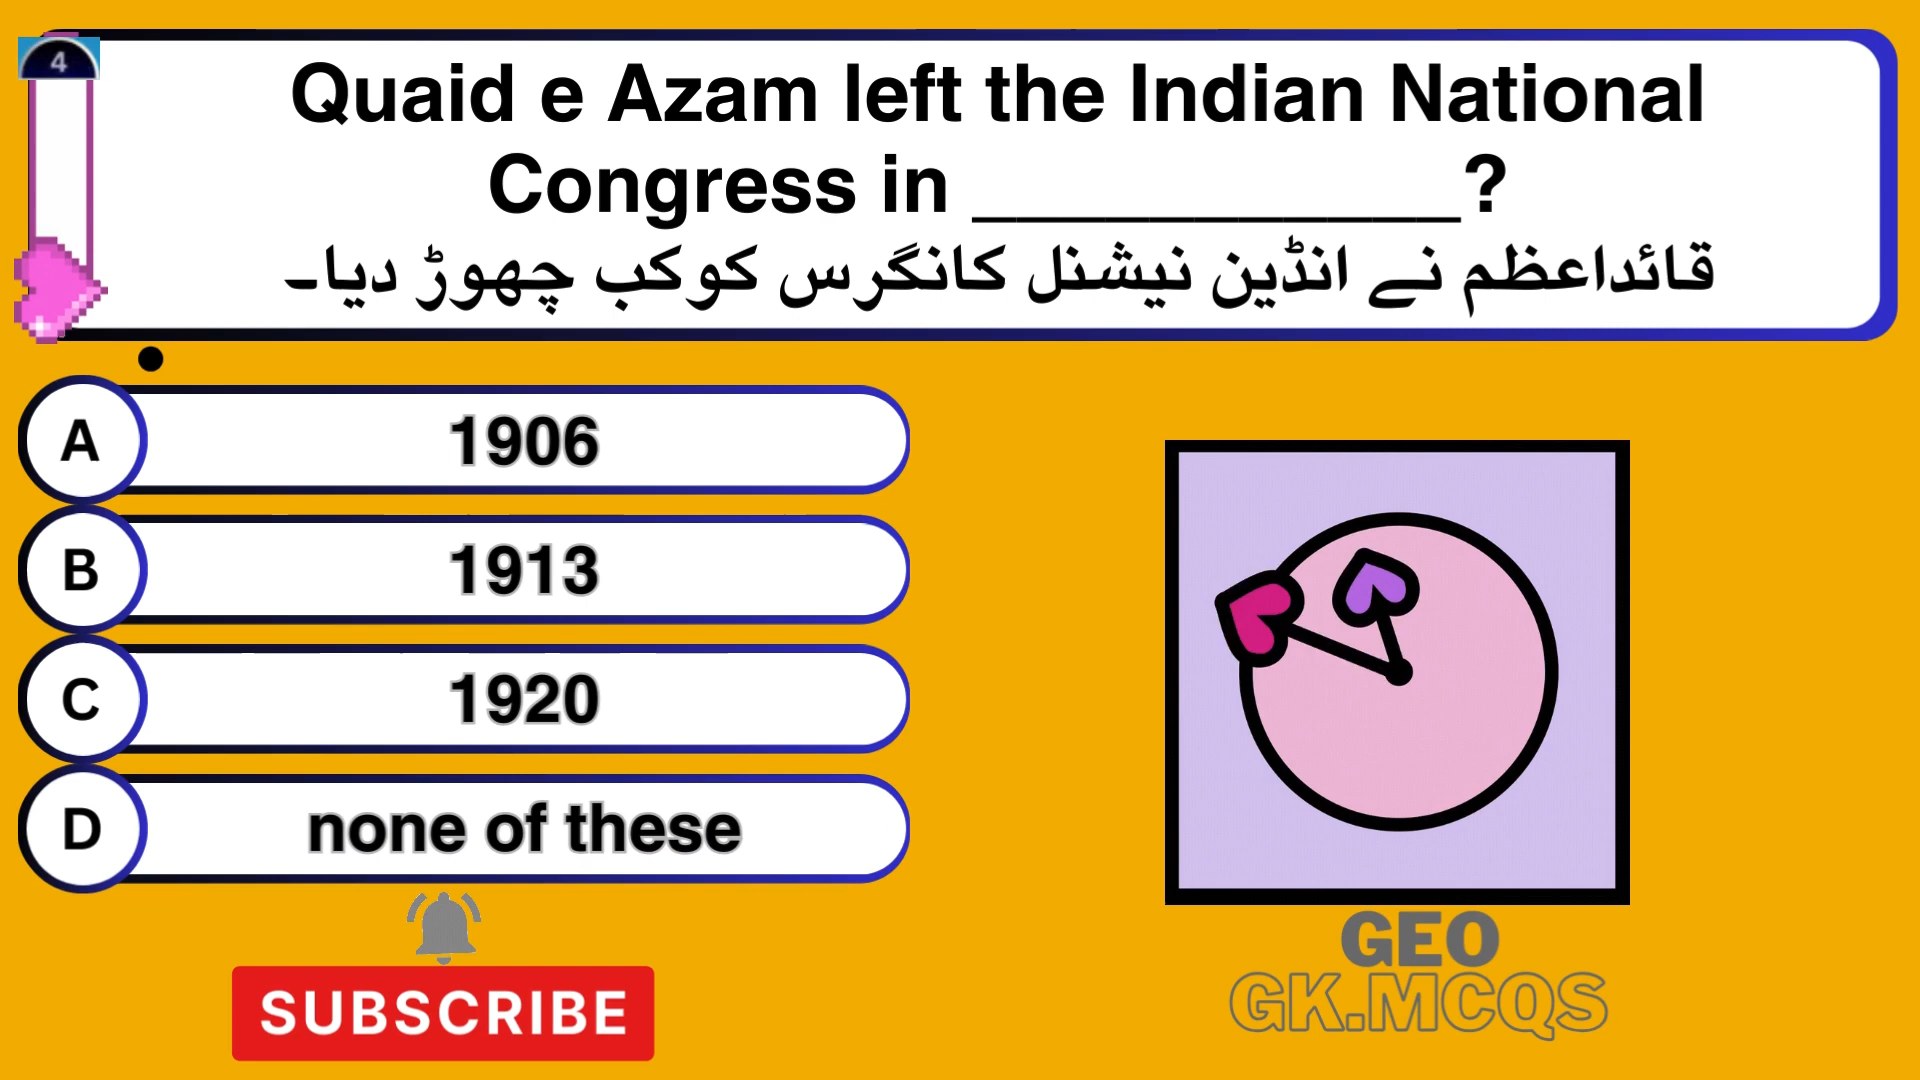 4
Quaid e Azam left the Indian National
Congress in ___________?
قائداعظم نے انڈین نیشنل کانگرس کوکب چھوڑ دیا۔
A 1906
B 1913
C 1920
D none of these
SUBSCRIBE
GEO
GK.MCQS